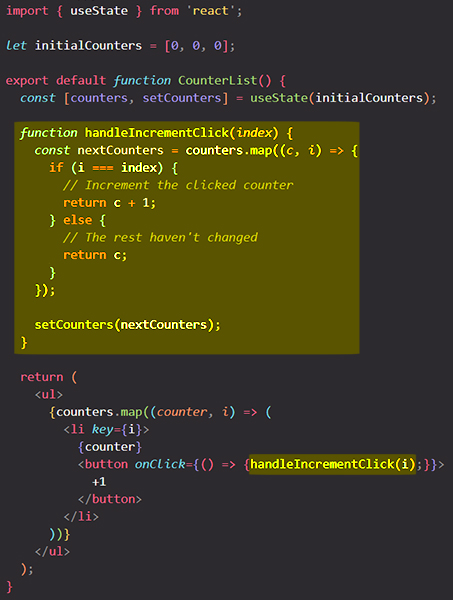 import { useState } from 'react';
let initialCounters = [0, 0, 0];
export default function CounterList() {
const [counters, setCounters] = useState(initialCounters);
function handleIncrementClick(index) {
const nextCounters = counters.map((c, i) => {
if (i === index) {
// Increment the clicked counter
return c + 1;
} else {
// The rest haven't changed
return c;
}
});
setCounters(nextCounters);
}
return (
<ul>
{counters.map((counter, i) => (
<li key={i}>
{counter}
<button onClick={() => {handleIncrementClick(i);}}>
+1
</button>
</li>
))}
</ul>
);
}